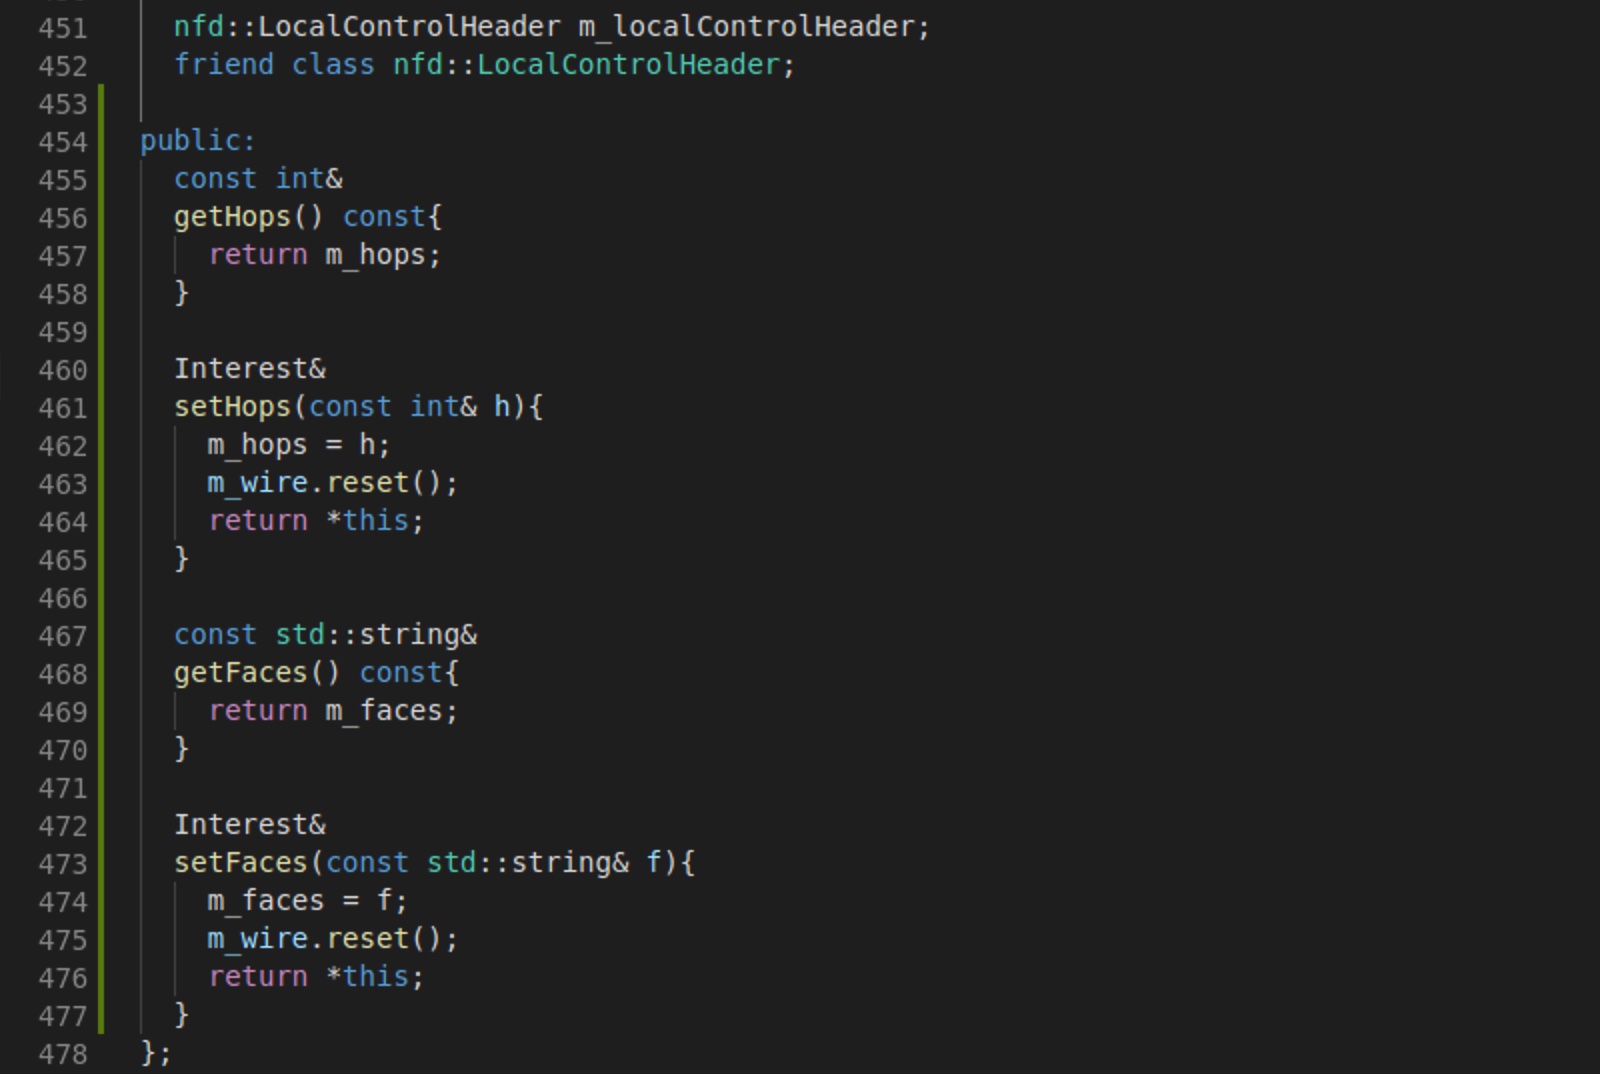 451 nfd::LocalControlHeader m_localControlHeader;
452 friend class nfd::LocalControlHeader;
453
454 public:
455 const int&
456 getHops() const{
457 return m_hops;
458 }
459
460 Interest&
461 setHops(const int& h){
462 m_hops = h;
463 m_wire.reset();
464 return *this;
465 }
466
467 const std::string&
468 getFaces() const{
469 return m_faces;
470 }
471
472 Interest&
473 setFaces(const std::string& f){
474 m_faces = f;
475 m_wire.reset();
476 return *this;
477 }
478 };